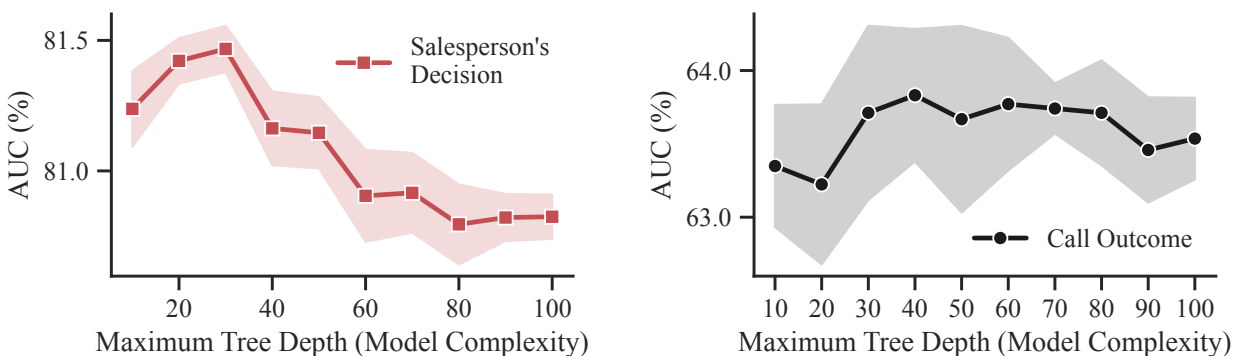 81.5
81.0
AUC (%)
Salesperson's
Decision
20 40 60 80 100
Maximum Tree Depth (Model Complexity)
64.0
63.0
AUC (%)
Call Outcome
10 20 30 40 50 60 70 80 90 100
Maximum Tree Depth (Model Complexity)